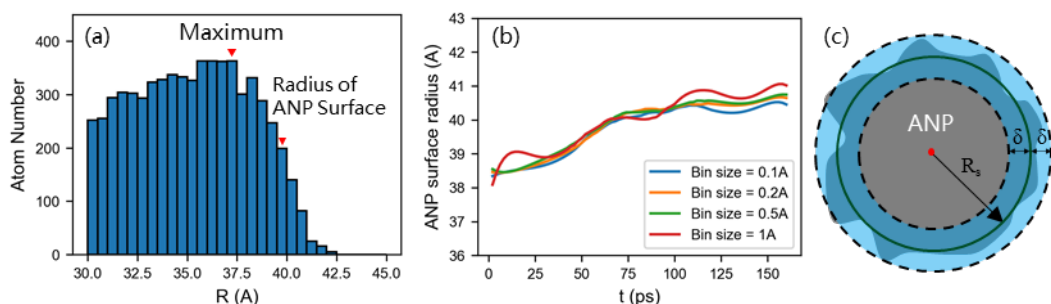 (a)
Maximum
Radius of
ANP Surface
Atom Number
400
300
200
100
0
30.0 32.5 35.0 37.5 40.0 42.5 45.0
R (A)
(b)
ANP surface radius (A)
43
42
41
40
39
38
37
36
Bin size = 0.1A
Bin size = 0.2A
Bin size = 0.5A
Bin size = 1A
0 25 50 75 100 125 150
t (ps)
(c)
ANP
δ δ
Rs